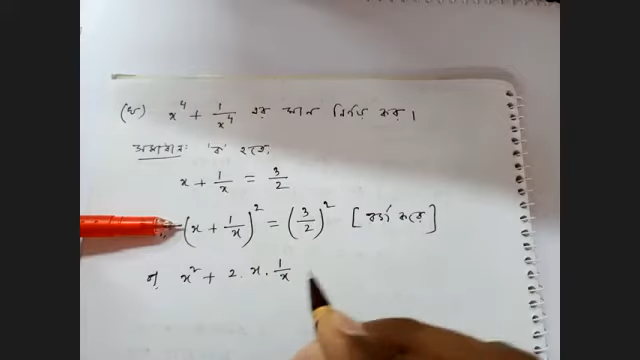 (খ) x⁴ + 1/x⁴ এর মান নির্ণয় কর।
সমাধান: 'ক' হতে,
x + 1/x = 3/2
(x + 1/x)² = (3/2)² [বর্গ করে]
বা, x² + 2 · x · 1/x